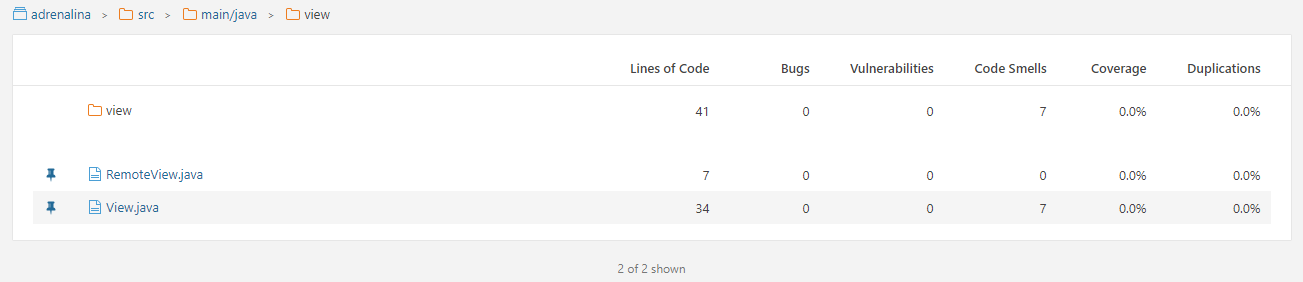 adrenalina > src > main/java > view
Lines of Code Bugs Vulnerabilities Code Smells Coverage Duplications
view 41 0 0 7 0.0% 0.0%
RemoteView.java 7 0 0 0 0.0% 0.0%
View.java 34 0 0 7 0.0% 0.0%
2 of 2 shown